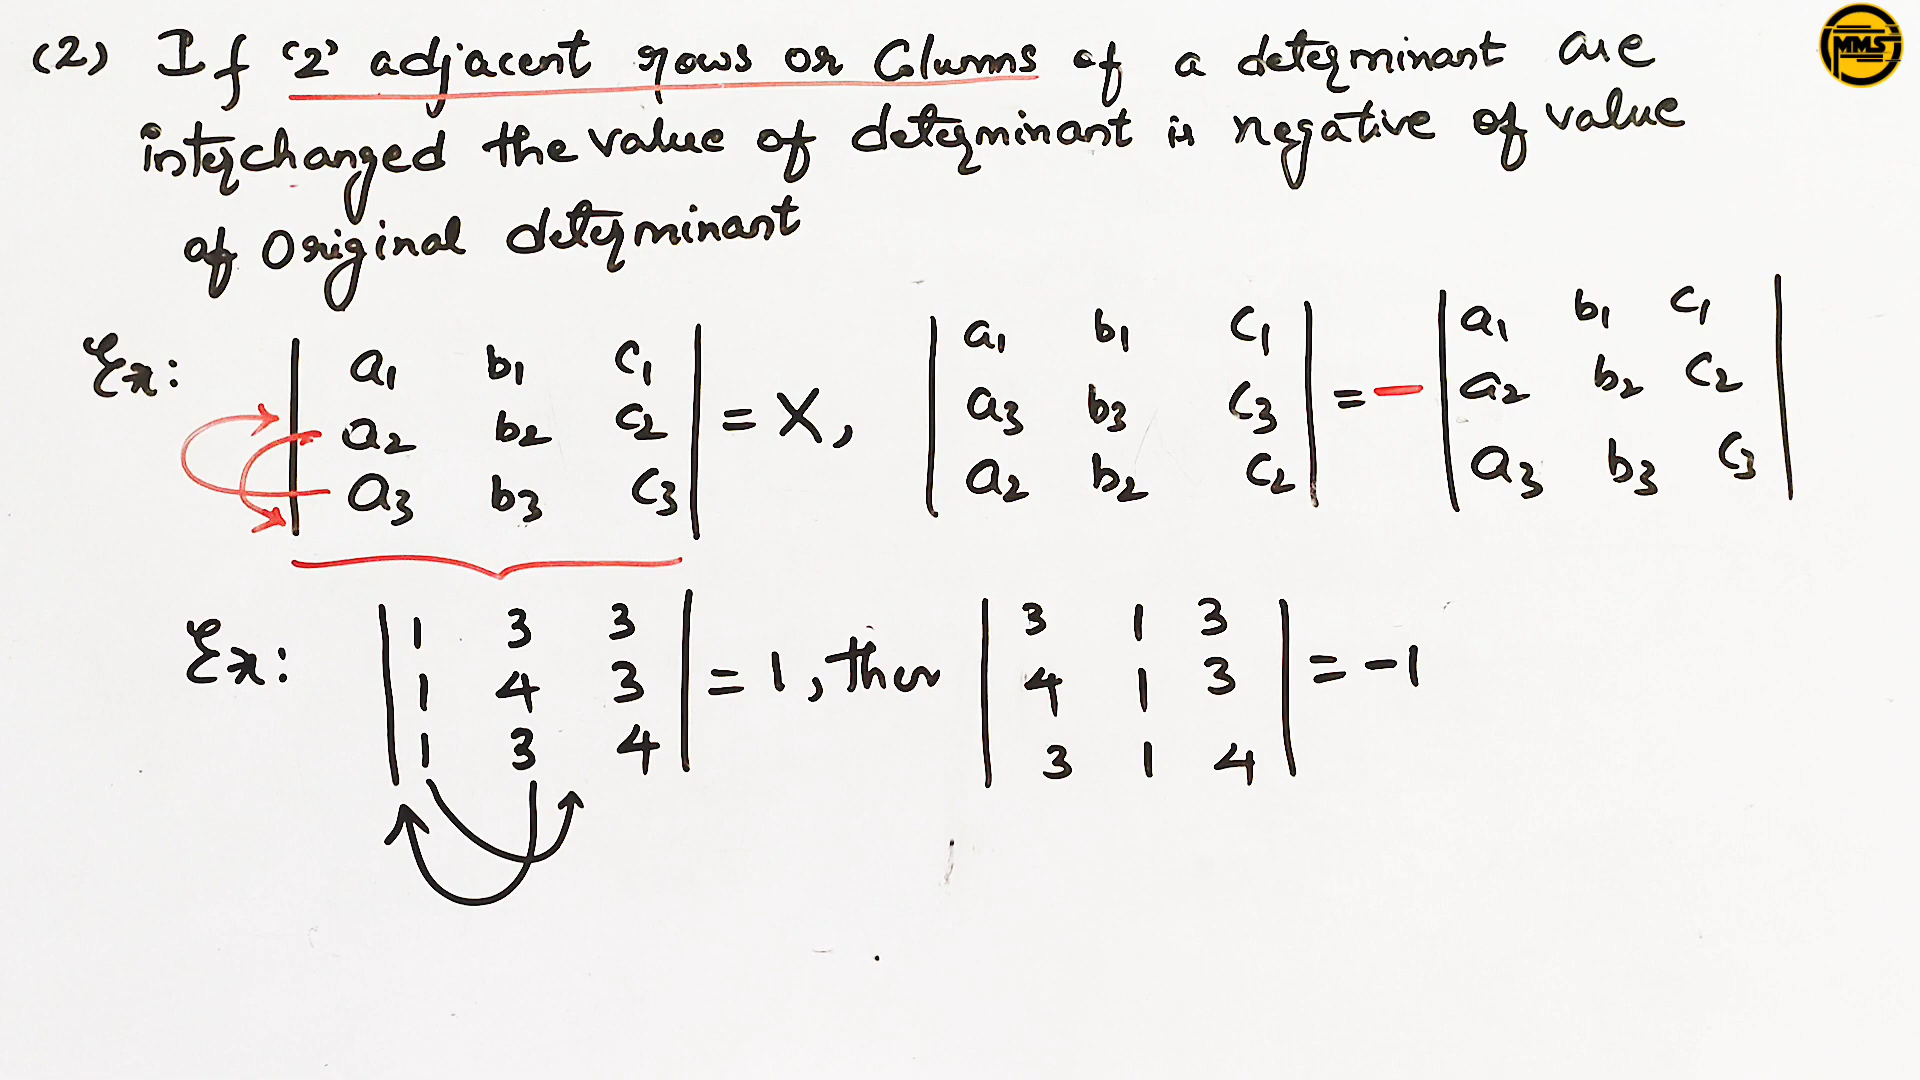 (2) If '2' adjacent rows or Columns of a determinant are
interchanged the value of determinant is negative of value
of Original determinant
Ex: | a1 b1 c1 | = X, | a1 b1 c1 | = - | a1 b1 c1 |
| a2 b2 c2 | | a3 b3 c3 | | a2 b2 c2 |
| a3 b3 c3 | | a2 b2 c2 | | a3 b3 c3 |
Ex: | 1 3 3 | = 1, then | 3 1 3 | = -1
| 1 4 3 | | 4 1 3 |
| 1 3 4 | | 3 1 4 |
MMS